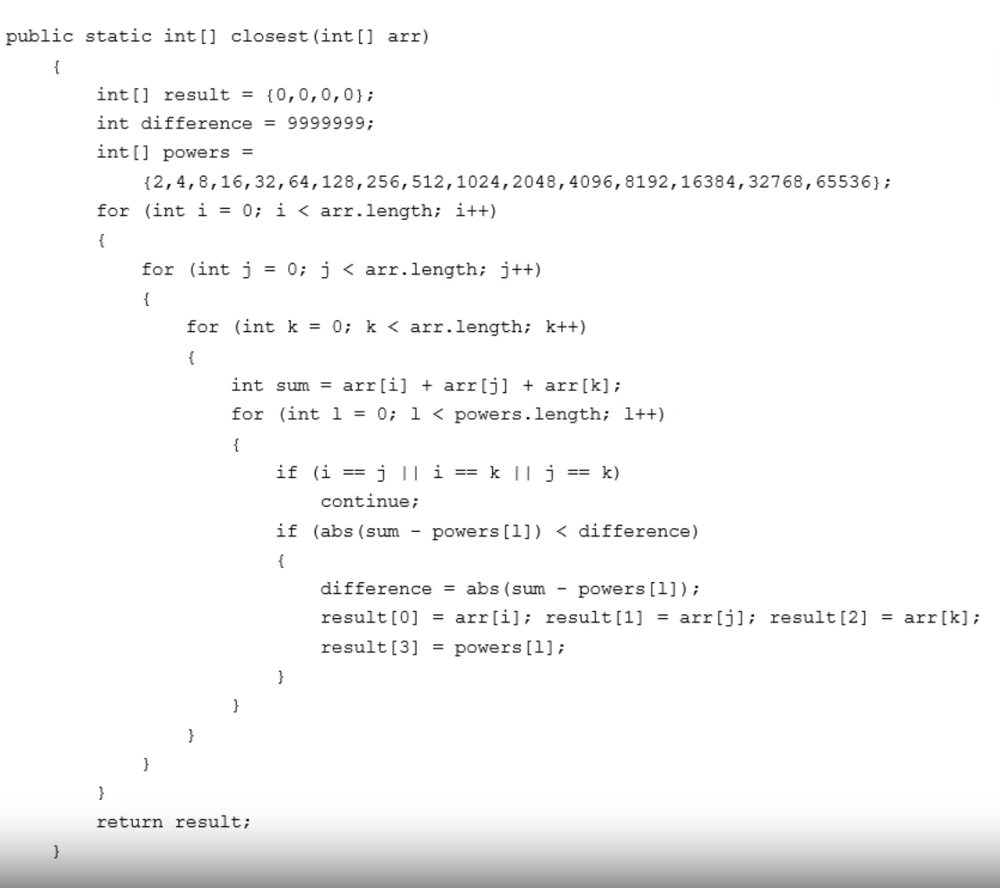 public static int[] closest(int[] arr)
{
int[] result = {0,0,0,0};
int difference = 9999999;
int[] powers =
{2,4,8,16,32,64,128,256,512,1024,2048,4096,8192,16384,32768,65536};
for (int i = 0; i < arr.length; i++)
{
for (int j = 0; j < arr.length; j++)
{
for (int k = 0; k < arr.length; k++)
{
int sum = arr[i] + arr[j] + arr[k];
for (int l = 0; l < powers.length; l++)
{
if (i == j || i == k || j == k)
continue;
if (abs(sum - powers[l]) < difference)
{
difference = abs(sum - powers[l]);
result[0] = arr[i]; result[1] = arr[j]; result[2] = arr[k];
result[3] = powers[l];
}
}
}
}
}
return result;
}